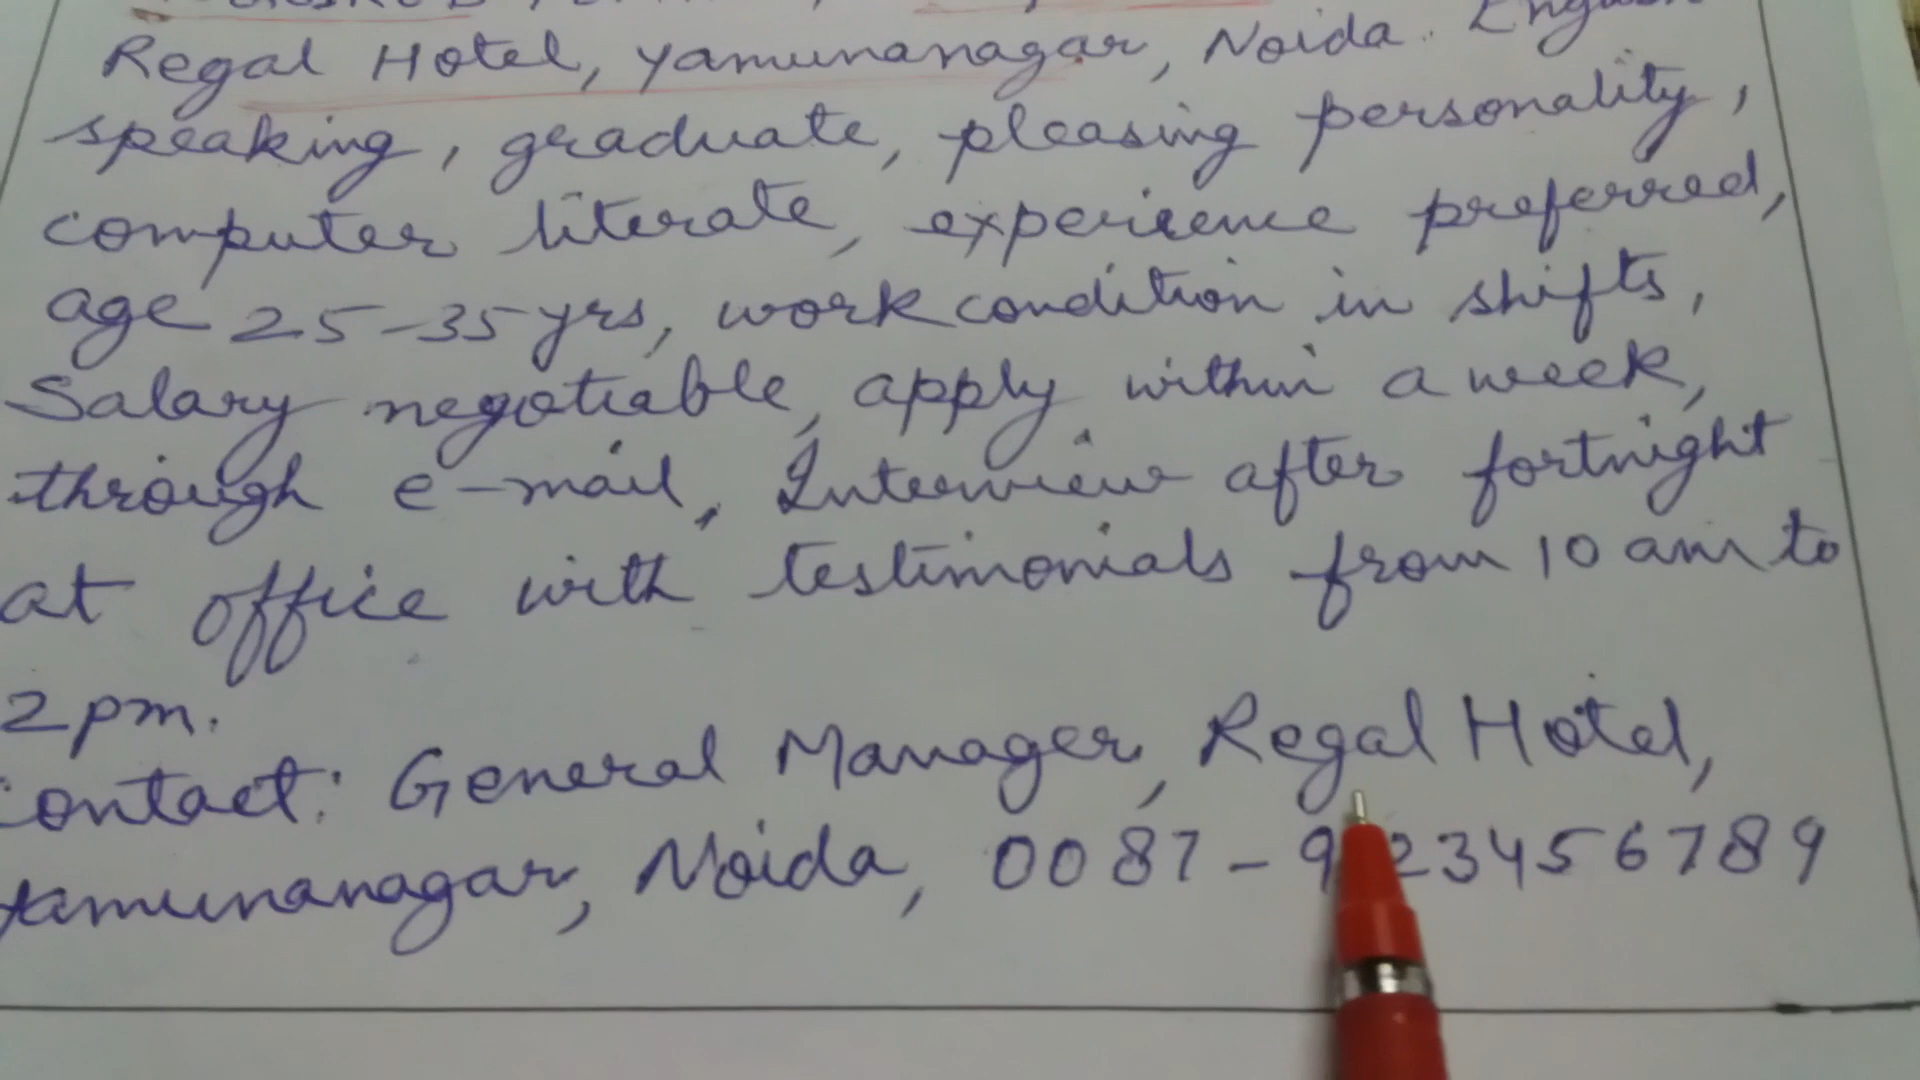 Regal Hotel, Yamunanagar, Noida. English
speaking, graduate, pleasing personality,
computer literate, experience preferred,
age 25-35 yrs, work condition in shifts,
Salary negotiable, apply within a week,
through e-mail, Interview after fortnight
at office with testimonials from 10 am to
2 pm.
contact: General Manager, Regal Hotel,
Yamunanagar, Noida, 0087-9 23456789